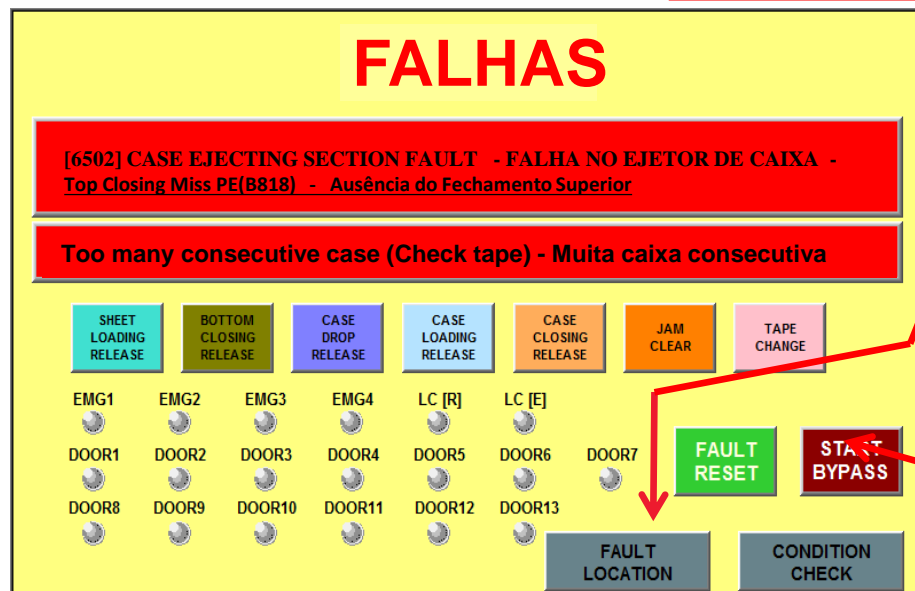 FALHAS
[6502] CASE EJECTING SECTION FAULT - FALHA NO EJETOR DE CAIXA -
Top Closing Miss PE(B818) - Ausência do Fechamento Superior
Too many consecutive case (Check tape) - Muita caixa consecutiva
SHEET
LOADING
RELEASE
BOTTOM
CLOSING
RELEASE
CASE
DROP
RELEASE
CASE
LOADING
RELEASE
CASE
CLOSING
RELEASE
JAM
CLEAR
TAPE
CHANGE
EMG1 EMG2 EMG3 EMG4 LC [R] LC [E]
DOOR1 DOOR2 DOOR3 DOOR4 DOOR5 DOOR6 DOOR7
DOOR8 DOOR9 DOOR10 DOOR11 DOOR12 DOOR13
FAULT
RESET
START
BYPASS
FAULT
LOCATION
CONDITION
CHECK